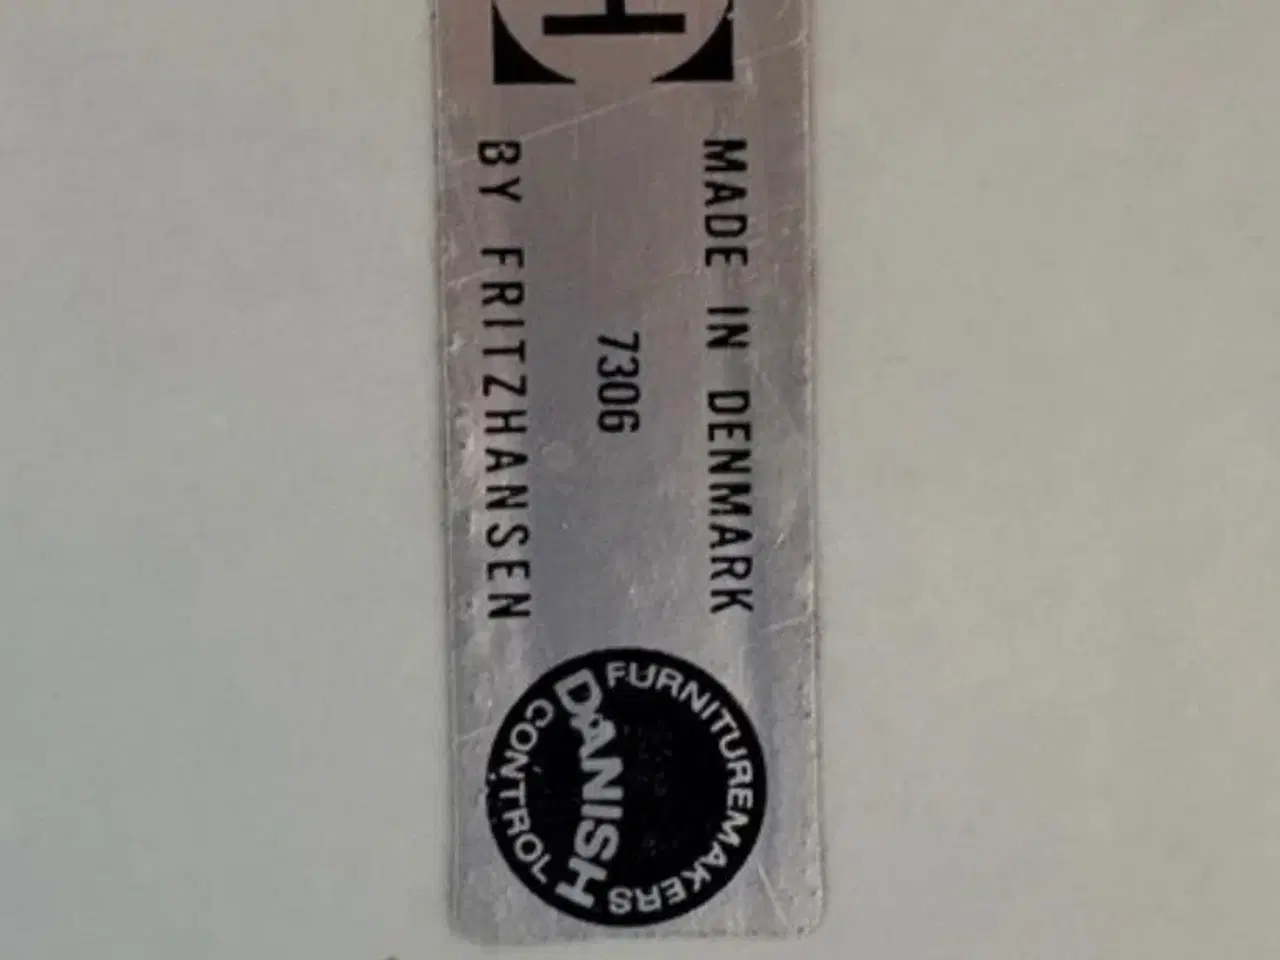 H
MADE IN DENMARK
7306
BY FRITZHANSEN
FURNITUREMAKERS
DANISH
CONTROL